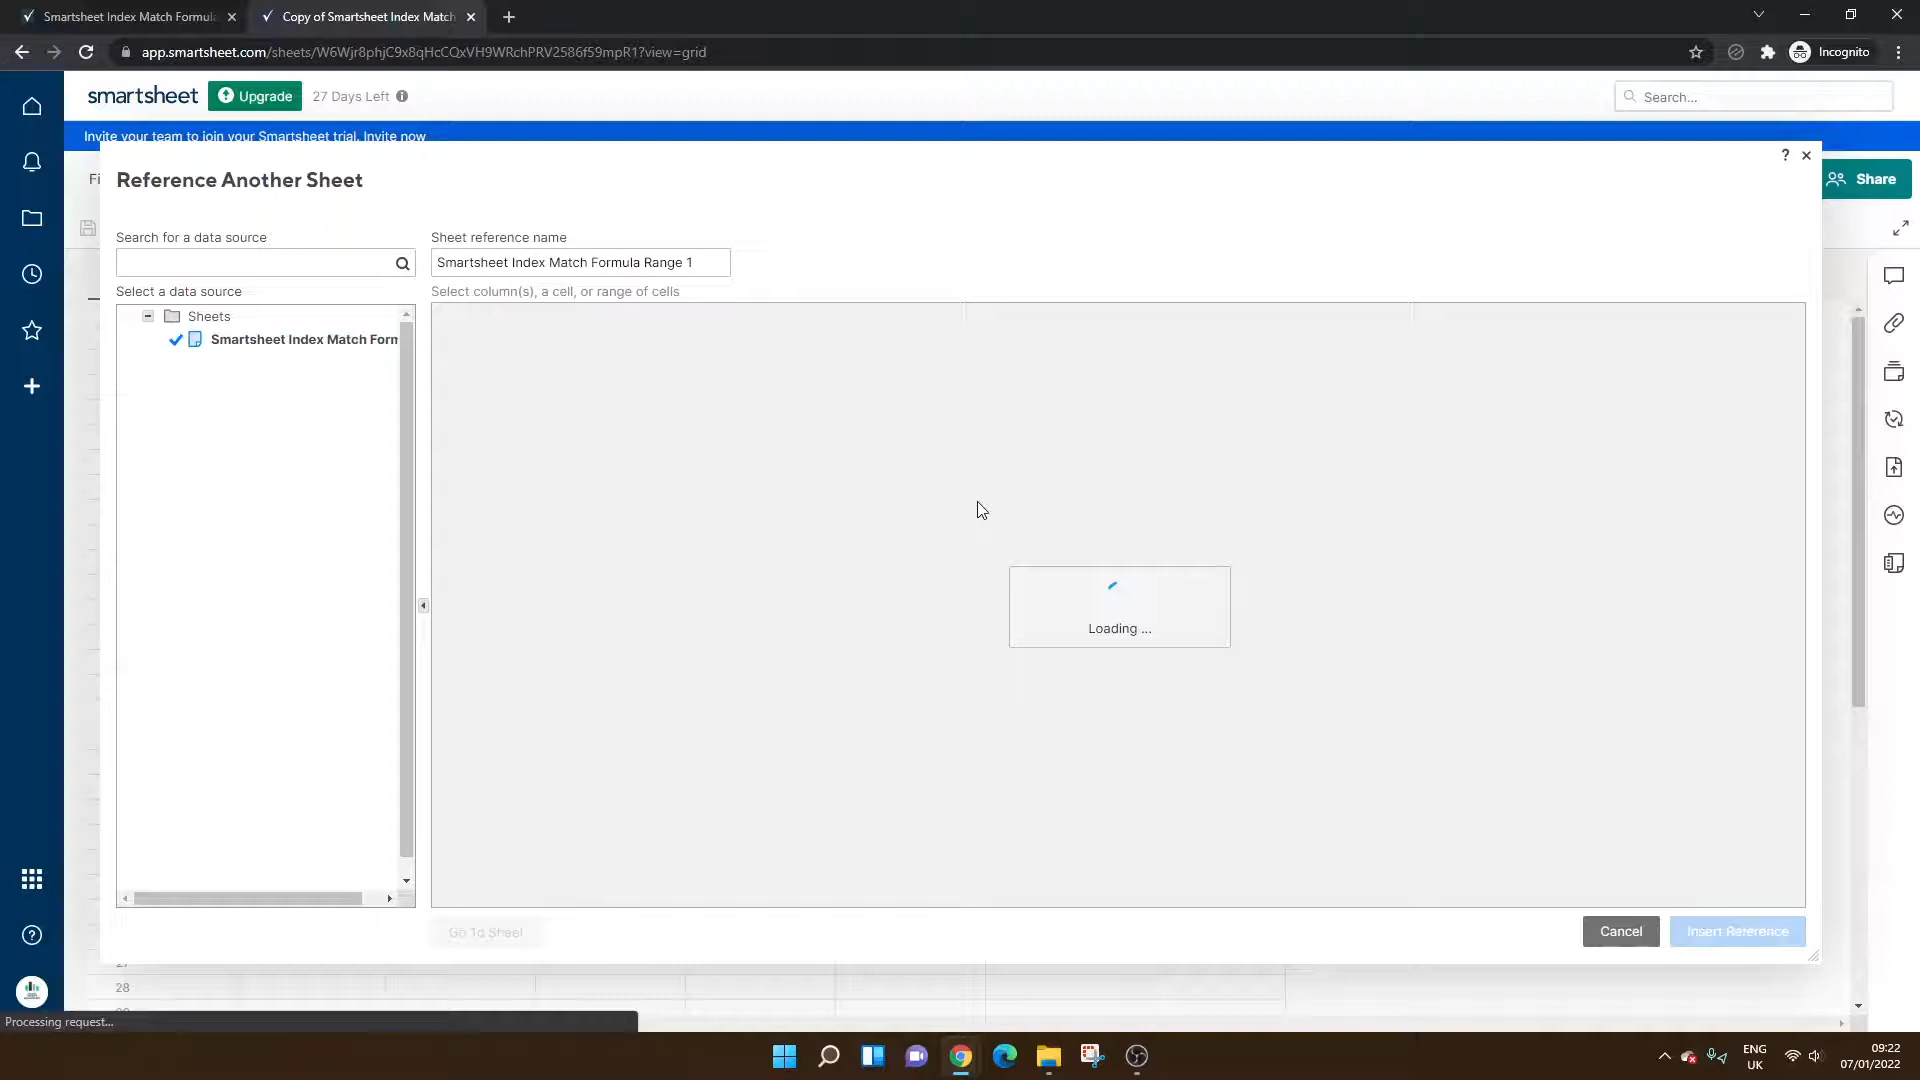 Smartsheet Index Match Formula
Copy of Smartsheet Index Match
app.smartsheet.com/sheets/W6Wjr8phjC9x8qHcCQxVH9WRchPRV2586f59mpR1?view=grid
Incognito
smartsheet
Upgrade
27 Days Left
Search...
Invite your team to join your Smartsheet trial. Invite now
Fi
Reference Another Sheet
?
Share
Search for a data source
Sheet reference name
Smartsheet Index Match Formula Range 1
Select a data source
Select column(s), a cell, or range of cells
Sheets
Smartsheet Index Match Form
Loading ...
Go To Sheet
Cancel
Insert Reference
27
28
Processing request...
ENG
UK
09:22
07/01/2022